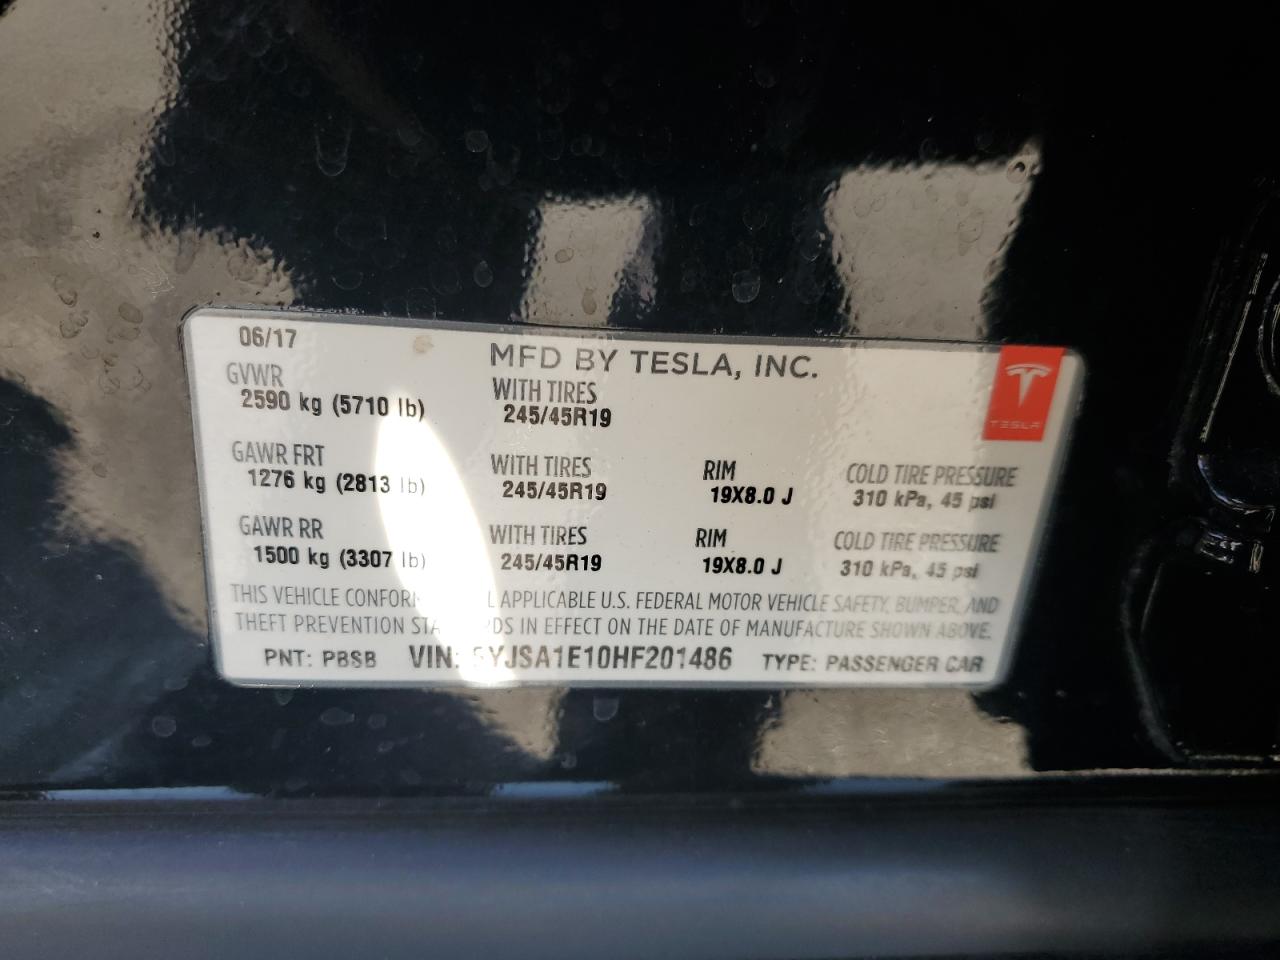 06/17
MFD BY TESLA, INC.
GVWR
2590 kg (5710 lb)
WITH TIRES
245/45R19
TESLA
GAWR FRT
1276 kg (2813 lb)
WITH TIRES
245/45R19
RIM
19X8.0 J
COLD TIRE PRESSURE
310 kPa, 45 psi
GAWR RR
1500 kg (3307 lb)
WITH TIRES
245/45R19
RIM
19X8.0 J
COLD TIRE PRESSURE
310 kPa, 45 psi
THIS VEHICLE APPLICABLE U.S. FEDERAL MOTOR VEHICLE SAFETY, BUMPER, AND
THEFT PREVENTION IN EFFECT ON THE DATE OF MANUFACTURE SHOWN ABOVE.
PNT: PBSB VIN: 5YJSA1E10HF201486 TYPE: PASSENGER CAR